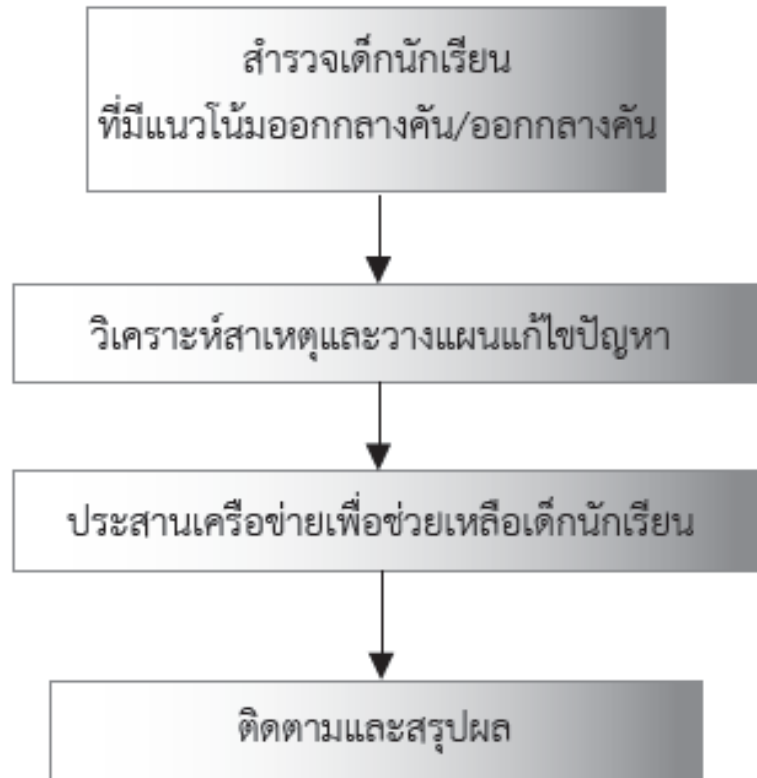 สำรวจเด็กนักเรียน
ที่มีแนวโน้มออกกลางคัน/ออกกลางคัน
วิเคราะห์สาเหตุและวางแผนแก้ไขปัญหา
ประสานเครือข่ายเพื่อช่วยเหลือเด็กนักเรียน
ติดตามและสรุปผล